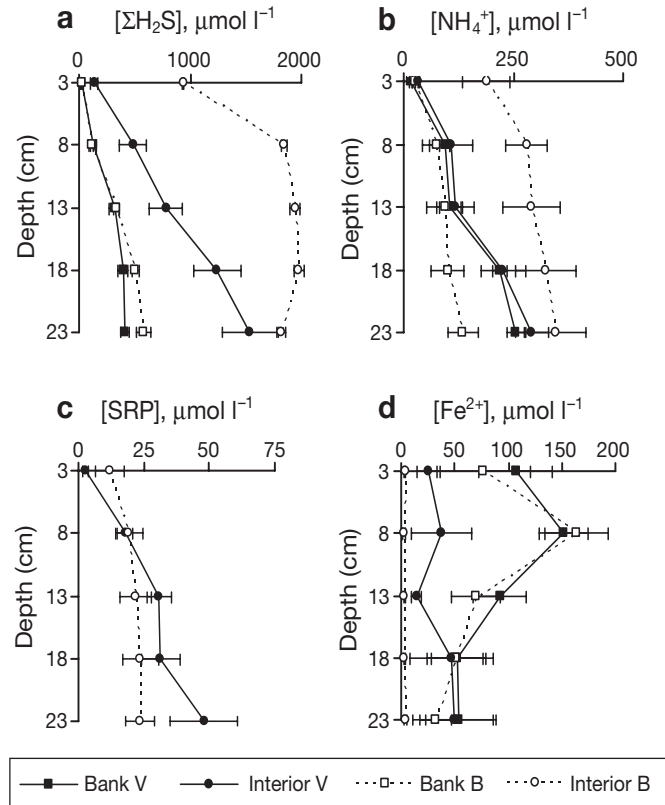 a [ΣH₂S], μmol l⁻¹
0 1000 2000
Depth (cm)
3
8
13
18
23
b [NH₄⁺], μmol l⁻¹
0 250 500
Depth (cm)
3
8
13
18
23
c [SRP], μmol l⁻¹
0 25 50 75
Depth (cm)
3
8
13
18
23
d [Fe²⁺], μmol l⁻¹
0 50 100 150 200
Depth (cm)
3
8
13
18
23
Bank V Interior V Bank B Interior B